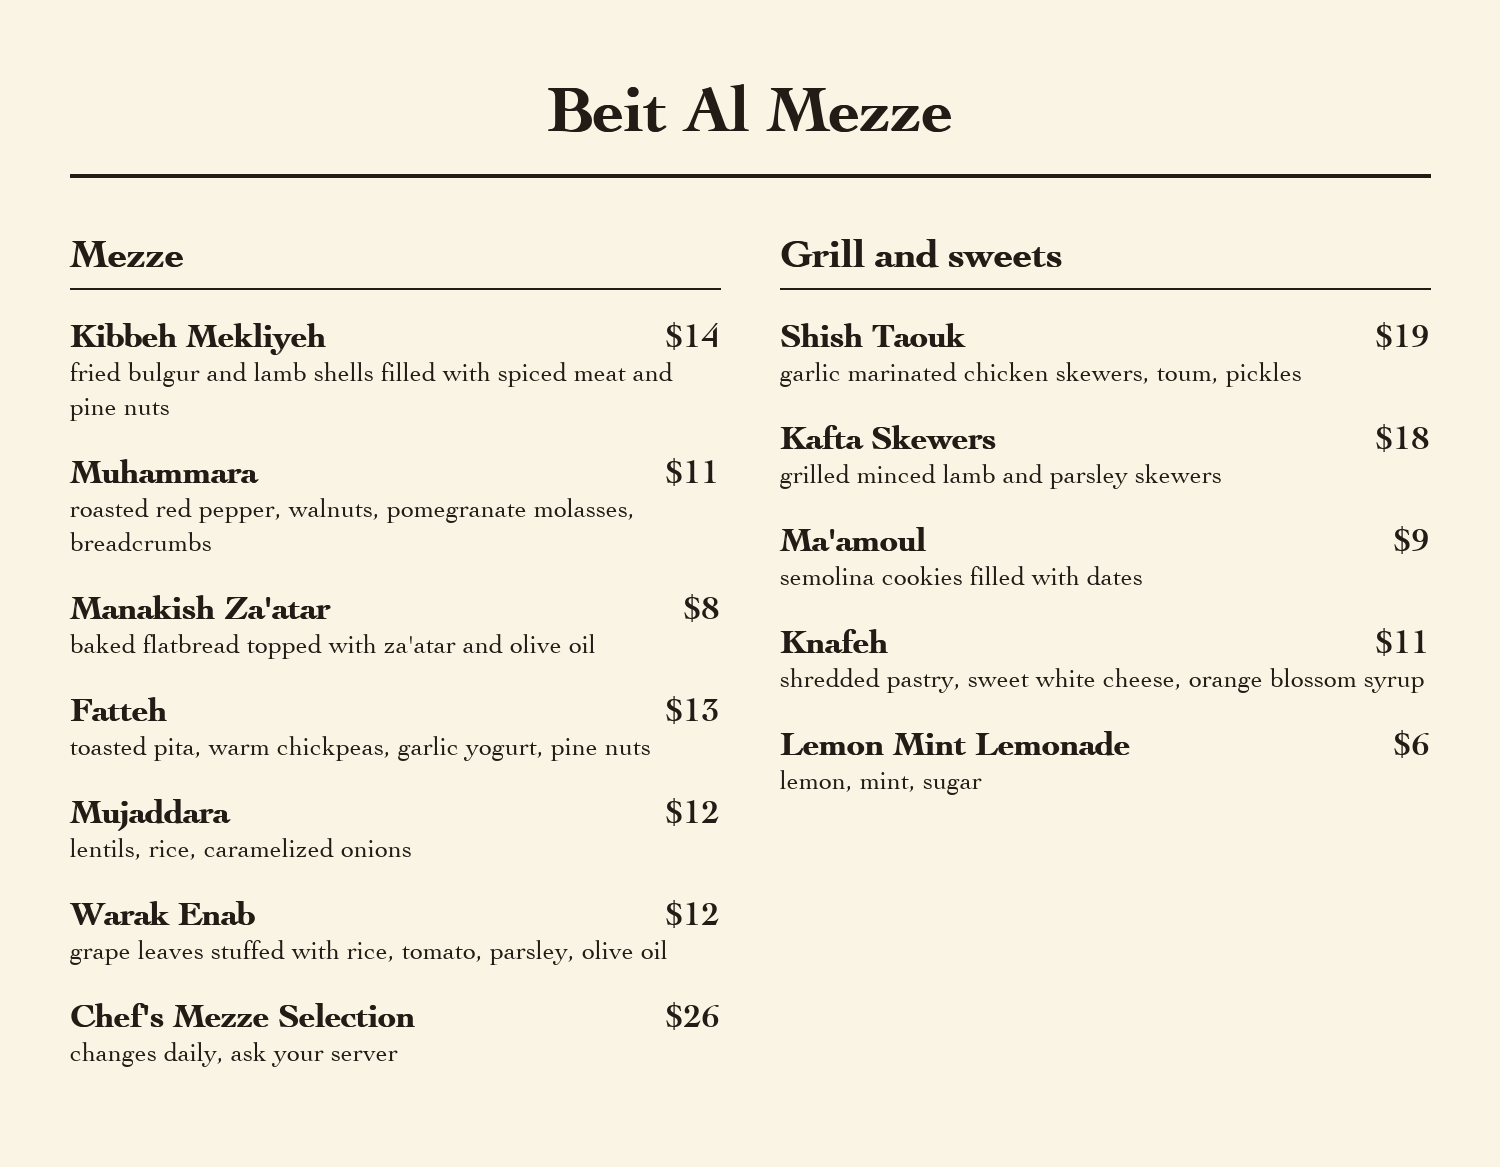 Beit Al Mezze
Mezze
Kibbeh Mekliyeh $14
fried bulgur and lamb shells filled with spiced meat and
pine nuts
Muhammara $11
roasted red pepper, walnuts, pomegranate molasses,
breadcrumbs
Manakish Za'atar $8
baked flatbread topped with za'atar and olive oil
Fatteh $13
toasted pita, warm chickpeas, garlic yogurt, pine nuts
Mujaddara $12
lentils, rice, caramelized onions
Warak Enab $12
grape leaves stuffed with rice, tomato, parsley, olive oil
Chef's Mezze Selection $26
changes daily, ask your server
Grill and sweets
Shish Taouk $19
garlic marinated chicken skewers, toum, pickles
Kafta Skewers $18
grilled minced lamb and parsley skewers
Ma'amoul $9
semolina cookies filled with dates
Knafeh $11
shredded pastry, sweet white cheese, orange blossom syrup
Lemon Mint Lemonade $6
lemon, mint, sugar